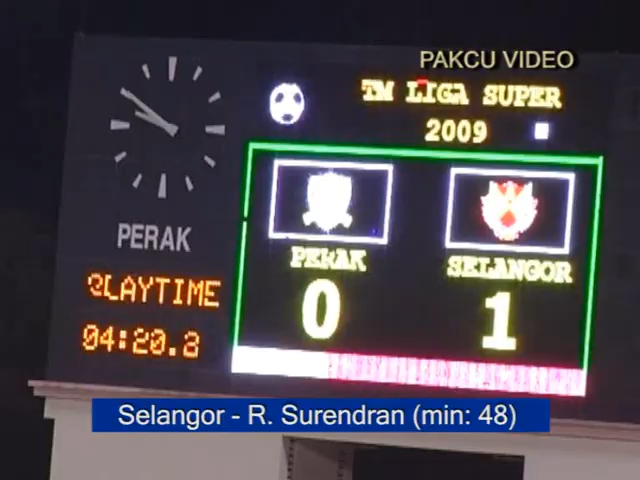 PAKCU VIDEO
TM LIGA SUPER
2009
PERAK
PERAK
SELANGOR
0
1
PLAYTIME
04:20.3
Selangor - R. Surendran (min: 48)